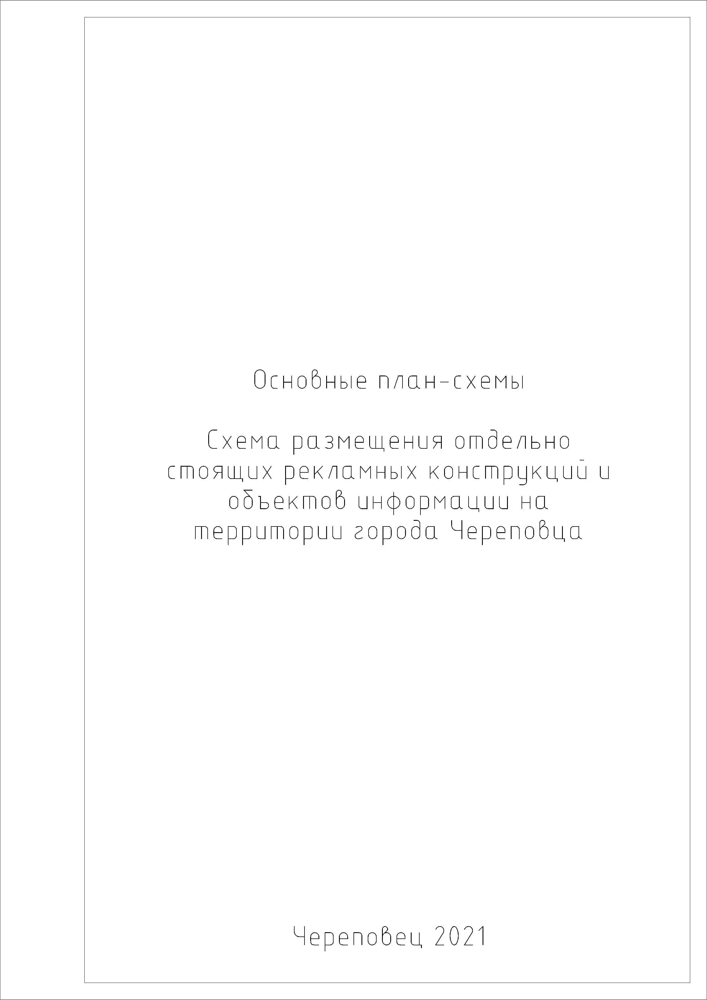 Основные план-схемы
Схема размещения отдельно
стоящих рекламных конструкций и
объектов информации на
территории города Череповца
Череповец 2021